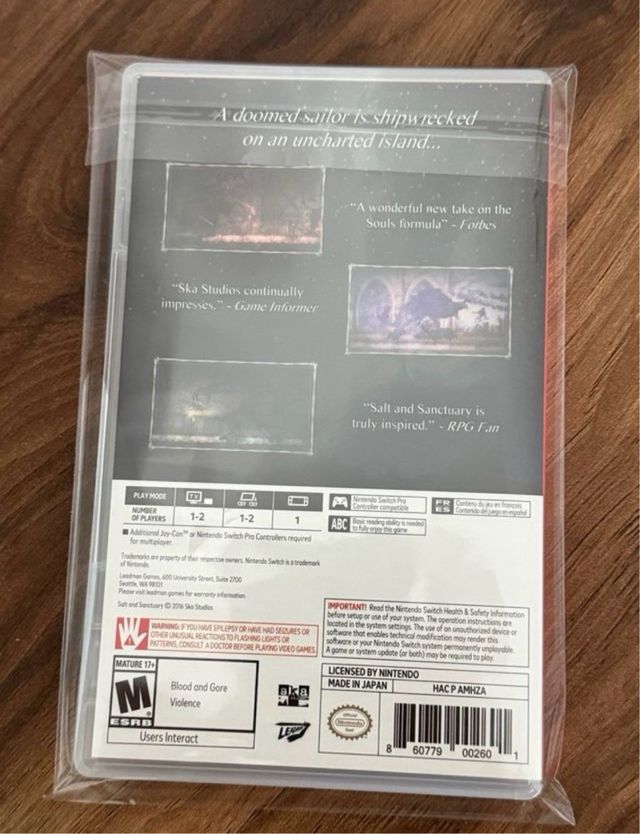 A doomed sailor is shipwrecked
on an uncharted island...
"A wonderful new take on the
Souls formula" - Forbes
"Ska Studios continually
impresses." - Game Informer
"Salt and Sanctuary is
truly inspired." - RPG Fan
PLAY MODE
TV
NUMBER
OF PLAYERS
1-2
1-2
1
Nintendo Switch Pro
Controller compatible
FR
ES
Contenu du jeu en français
Contenido del juego en español
ABC
Basic reading ability is needed
to fully enjoy this game
■ Additional Joy-Con™ or Nintendo Switch Pro Controllers required
for multiplayer.
Trademarks are property of their respective owners. Nintendo Switch is a trademark
of Nintendo.
Leadman Games, 600 University Street, Suite 2700
Seattle, WA 98101
Please visit leadman games for warranty information.
Salt and Sanctuary © 2016 Ska Studios
WARNING: IF YOU HAVE EPILEPSY OR HAVE HAD SEIZURES OR
OTHER UNUSUAL REACTIONS TO FLASHING LIGHTS OR
PATTERNS, CONSULT A DOCTOR BEFORE PLAYING VIDEO GAMES.
IMPORTANT! Read the Nintendo Switch Health & Safety Information
before setup or use of your system. The operation instructions are
located in the system settings. The use of an unauthorized device or
software that enables technical modification may render this
software or your Nintendo Switch system permanently unplayable.
A game or system update (or both) may be required to play.
MATURE 17+
M
ESRB
Blood and Gore
Violence
Users Interact
ska
LICENSED BY NINTENDO
MADE IN JAPAN
HAC P AMHZA
Official
Nintendo
Seal
8 60779 00260 1